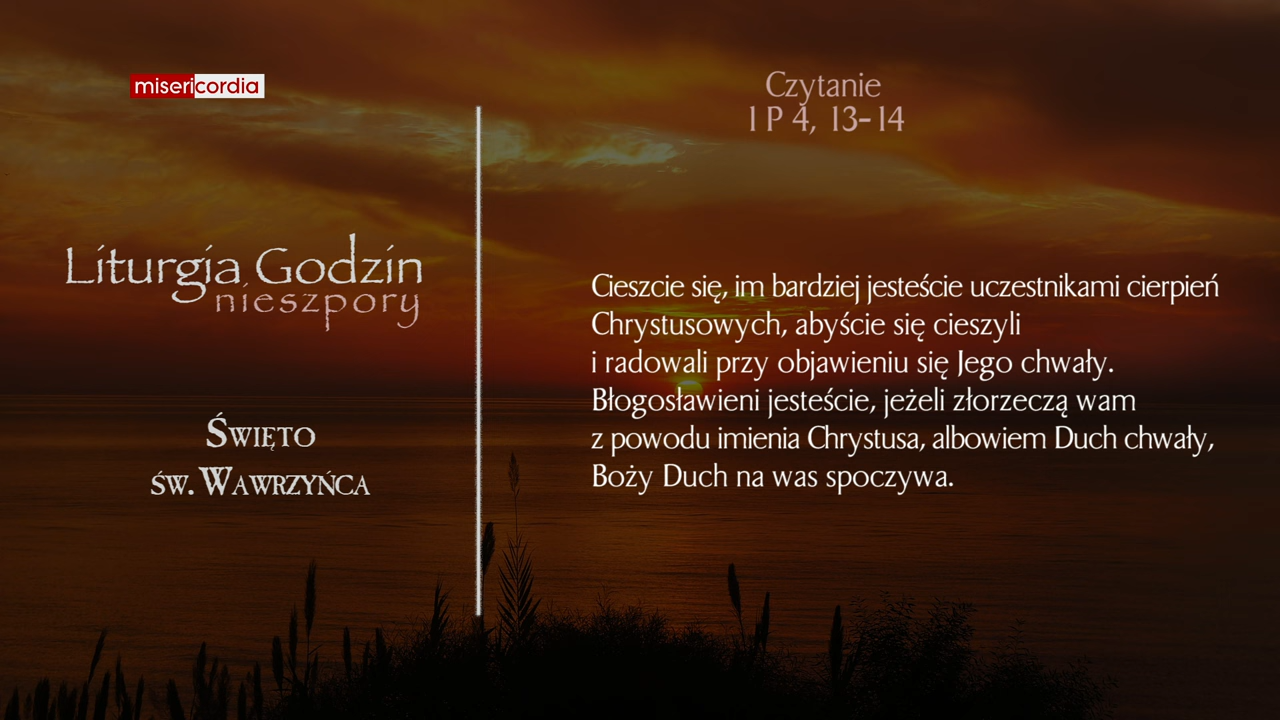 misericordia
Liturgia Godzin
nieszpory
Święto
św. Wawrzyńca
Czytanie
1 P 4, 13-14
Cieszcie się, im bardziej jesteście uczestnikami cierpień
Chrystusowych, abyście się cieszyli
i radowali przy objawieniu się Jego chwały.
Błogosławieni jesteście, jeżeli złorzeczą wam
z powodu imienia Chrystusa, albowiem Duch chwały,
Boży Duch na was spoczywa.